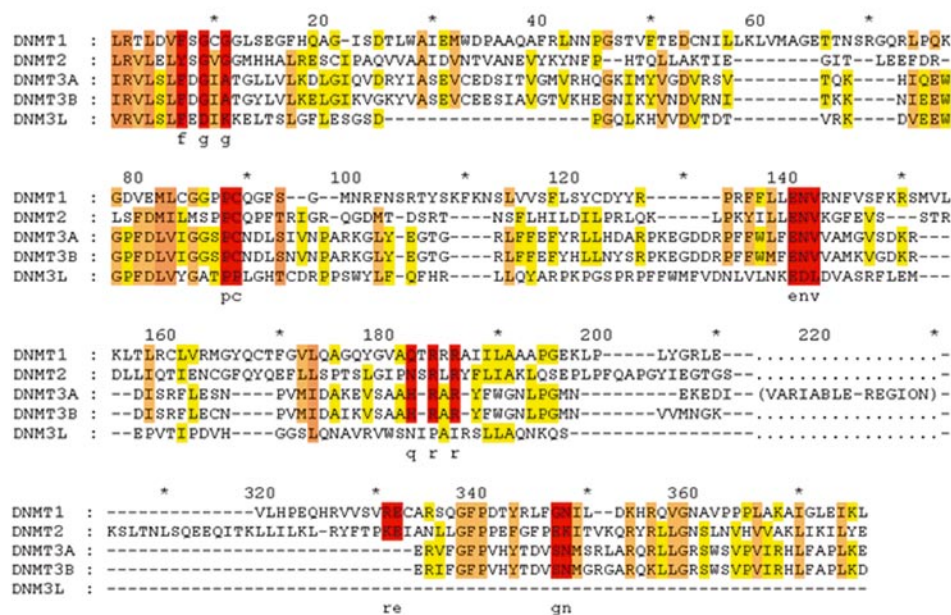 * 20 * 40 * 60 *
DNMT1 : LRTLDVFSGCGGLSEGFHQAG-ISDTLWAIEMWDPAAQAFRLNNPGSTVFTEDCNILLKLVMAGETTNSRGQRLPQK
DNMT2 : LRVLELYSGVGGMHHALRESCIPAQVVAAIDVNTVANEVYKYNFP--HTQLLAKTIE------GIT--LEEFDR-
DNMT3A : IRVLSLFDGIATGLLVLKDLGIQVDRYIASEVCEDSITVGMVRHQGKIMYVGDVRSV------TQK---HIQEW
DNMT3B : IRVLSLFDGIATGYLVLKELGIKVGKYVASEVCEESIAVGTVKHEGNIKYVNDVRNI------TKK---NIEEW
DNM3L : VRVLSLFEDIKKELTSLGFLESGSD-------------------PGQLKHVVDVTDT------VRK---DVEEW
f g g
80 * 100 * 120 * 140 *
DNMT1 : GDVEMLCGGPPCQGFS-G--MNRFNSRTYSKFKNSLVVSFLSYCDYYR------PRFFLLENVRNFVSFKRSMVL
DNMT2 : LSFDMILMSPPCQPFTRIGR-QGDMT-DSRT----NSFLHILDILPRLQK-----LPKYILLENVKGFEVS---STR
DNMT3A : GPFDLVIGGSPCNDLSIVNPARKGLY-EGTG----RLFFEFYRLLHDARPKEGDDRPFFWLFENVVAMGVSDKR---
DNMT3B : GPFDLVIGGSPCNDLSNVNPARKGLY-EGTG----RLFFEFYHLLNYSRPKEGDDRPFFWMFENVVAMKVGDKR---
DNM3L : GPFDLVYGATPPLGHTCDRPPSWYLF-QFHR----LLQYARPKPGSPRPFFWMFVDNLVLNKEDLDVASRFLEM----
pc env
160 * 180 * 200 * 220 *
DNMT1 : KLTLRCLVRMGYQCTFGVLQAGQYGVAQTRRRAIILAAAPGEKLP-----LYGRLE---..................
DNMT2 : DLLIQTIENCGFQYQEFLLSPTSLGIPNSRLRYFLIAKLQSEPLPFQAPGYIEGTGS---..................
DNMT3A : --DISRFLESN-----PVMIDAKEVSAAHRARYFWGNLPGMN--------EKEDI-(VARIABLE-REGION)-
DNMT3B : --DISRFLECN-----PVMIDAIKVSAAHRARYFWGNLPGMN-----VVMNGK----..................
DNM3L : --EPVTIPDVH----GGSLQNAVRVWSNIPAIRSLLAQNKQS---------------..................
q r r
* 320 * 340 * 360 *
DNMT1 : --------------VLHPEQHRVVSVRECARSQGFPDTYRLFGNIL--DKHRQVGNAVPPPLAKAIGLEIKL
DNMT2 : KSLTNLSQEEQITKLLILKL-RYFTPKEIANLLGFPPEFGFPEKITVKQRYRLLGNSLNVHVVAKLIKILYE
DNMT3A : -----------------------------ERVFGFPVHYTDVSNMSRLARQRLLGRSWSVPVIRHLFAPLKE
DNMT3B : -----------------------------ERIFGFPVHYTDVSNMGRGARQKLLGRSWSVPVIRHLFAPLKD
DNM3L : ------------------------------------------------------------------------
re gn